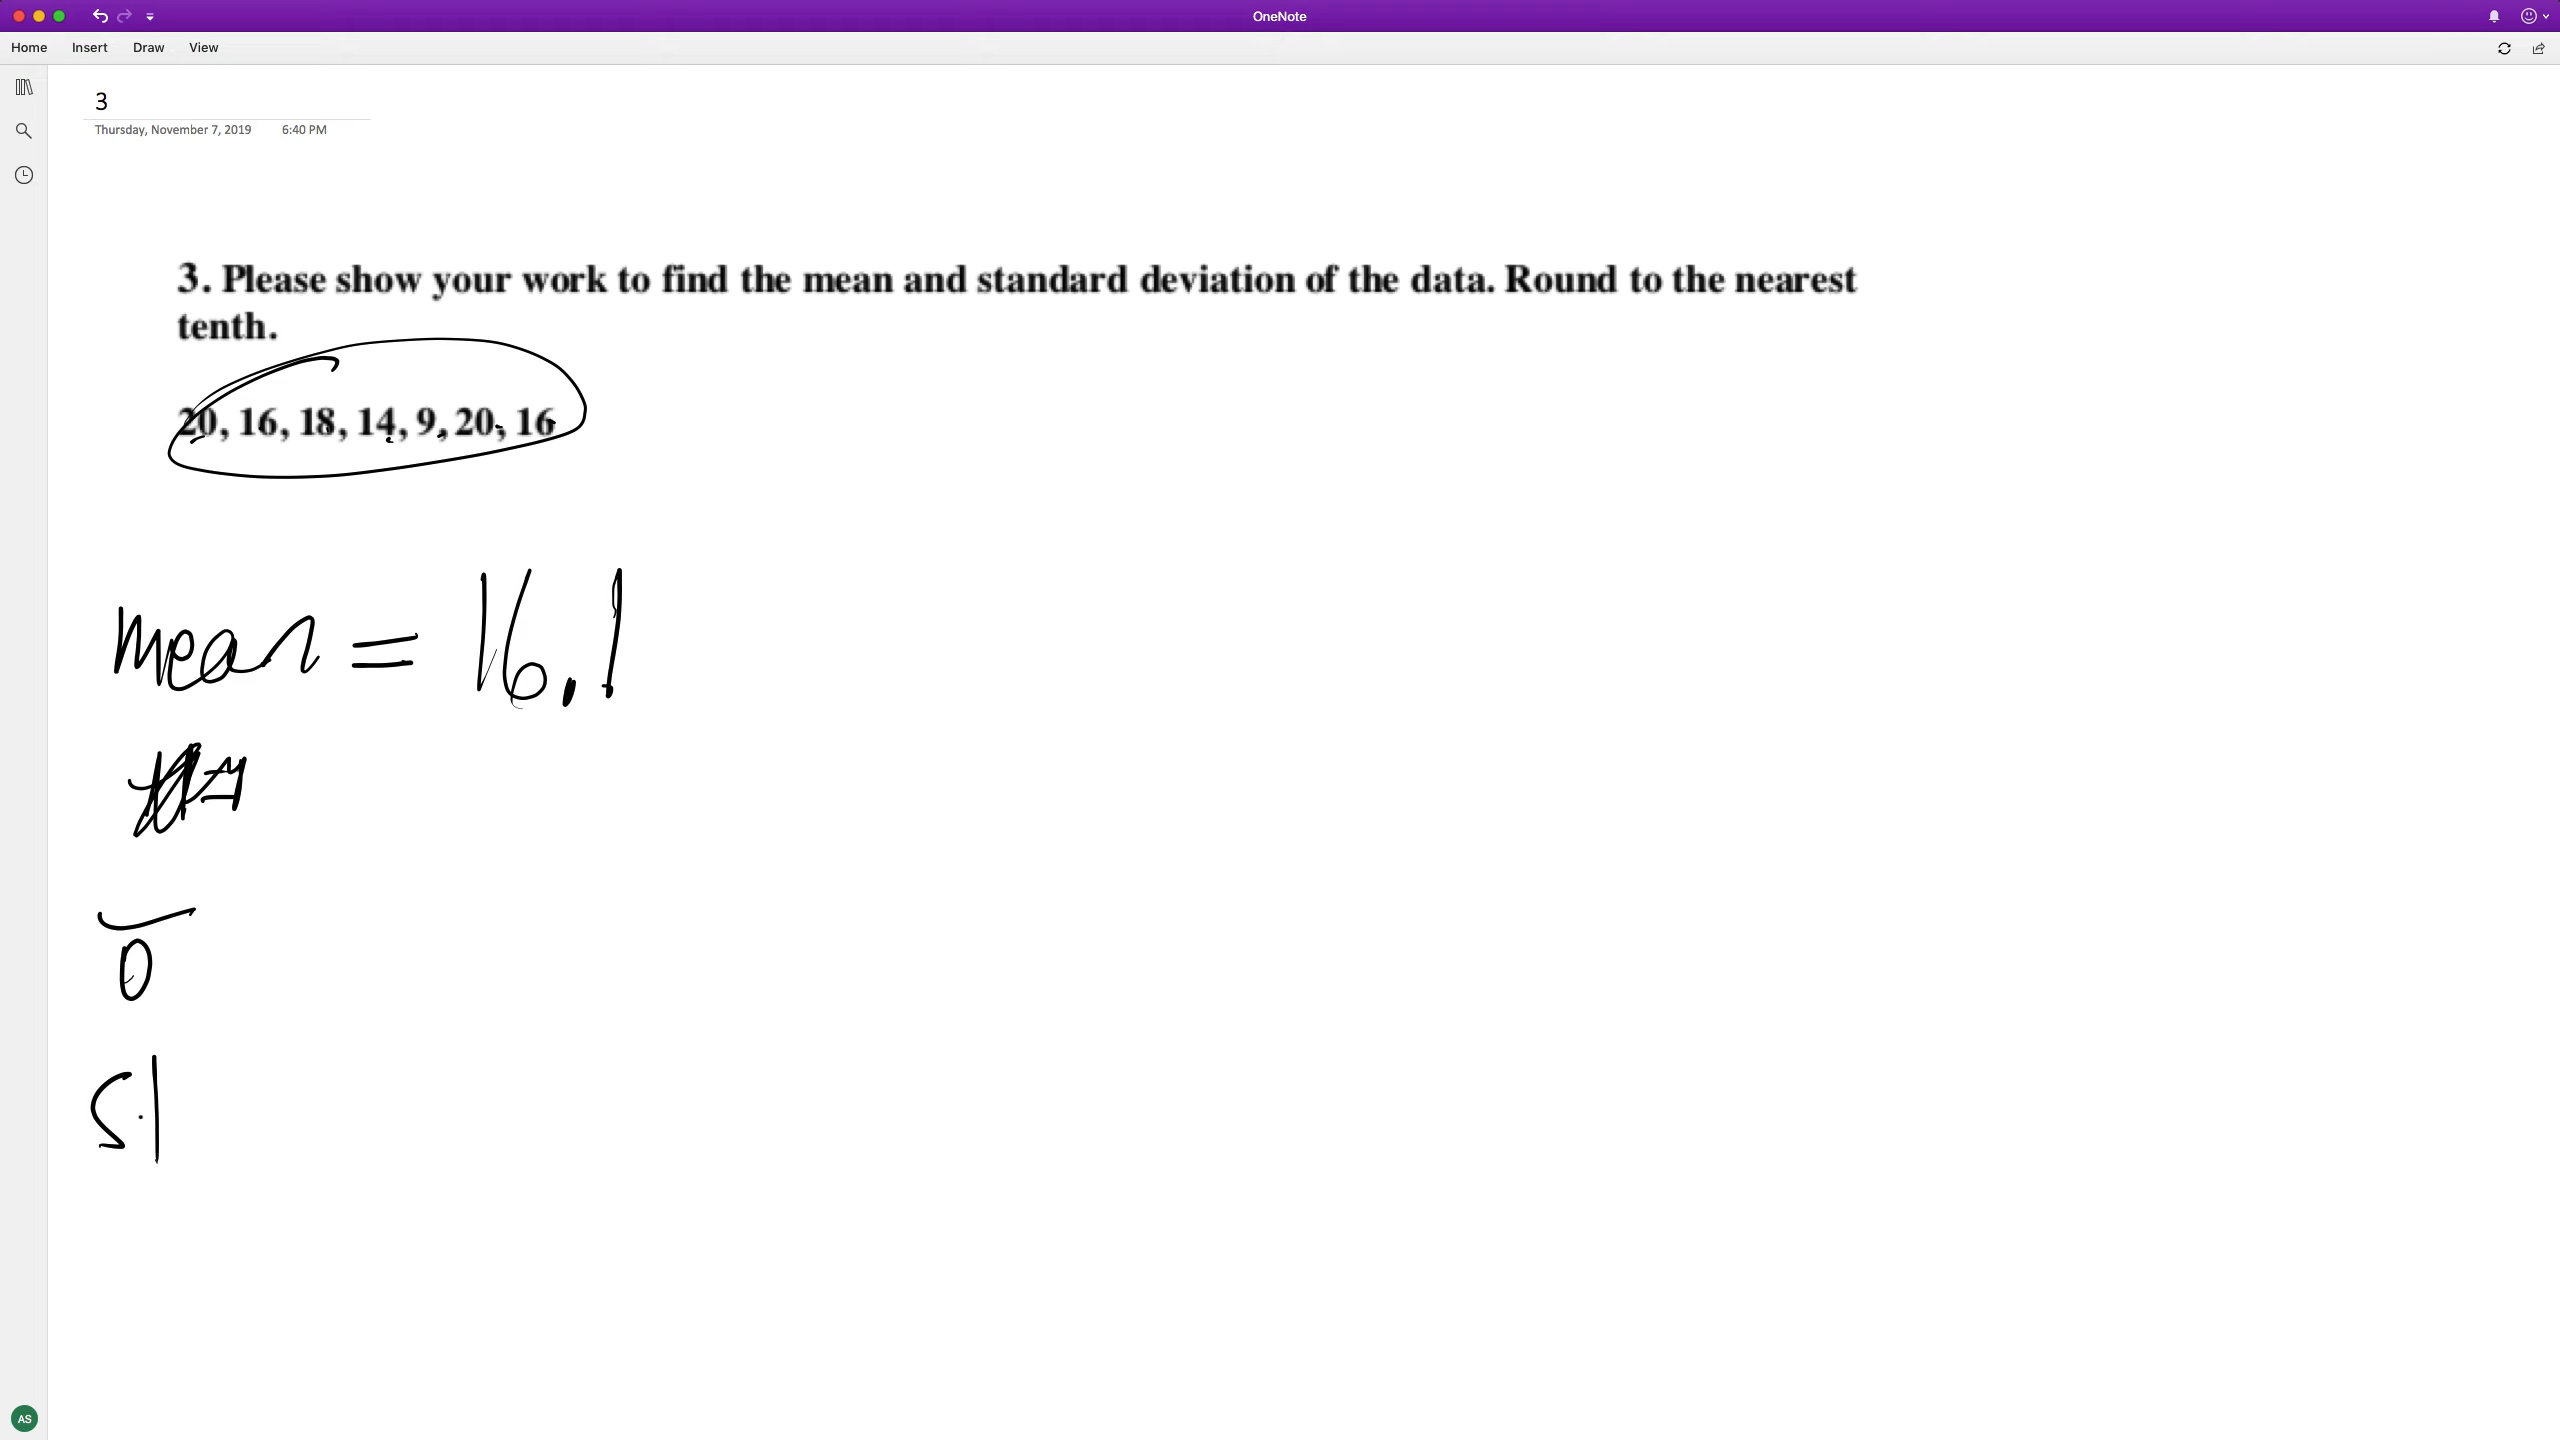 OneNote
Home Insert Draw View
3
Thursday, November 7, 2019 6:40 PM
3. Please show your work to find the mean and standard deviation of the data. Round to the nearest
tenth.
20, 16, 18, 14, 9, 20, 16
mean = 16.1
AS